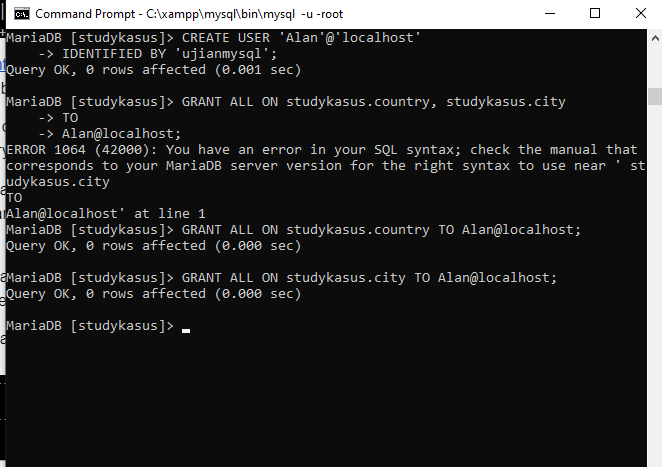 Command Prompt - C:\xampp\mysql\bin\mysql -u -root
MariaDB [studykasus]> CREATE USER 'Alan'@'localhost'
    -> IDENTIFIED BY 'ujianmysql';
Query OK, 0 rows affected (0.001 sec)
MariaDB [studykasus]> GRANT ALL ON studykasus.country, studykasus.city
    -> TO
    -> Alan@localhost;
ERROR 1064 (42000): You have an error in your SQL syntax; check the manual that
corresponds to your MariaDB server version for the right syntax to use near ' st
udykasus.city
TO
Alan@localhost' at line 1
MariaDB [studykasus]> GRANT ALL ON studykasus.country TO Alan@localhost;
Query OK, 0 rows affected (0.000 sec)
MariaDB [studykasus]> GRANT ALL ON studykasus.city TO Alan@localhost;
Query OK, 0 rows affected (0.000 sec)
MariaDB [studykasus]>